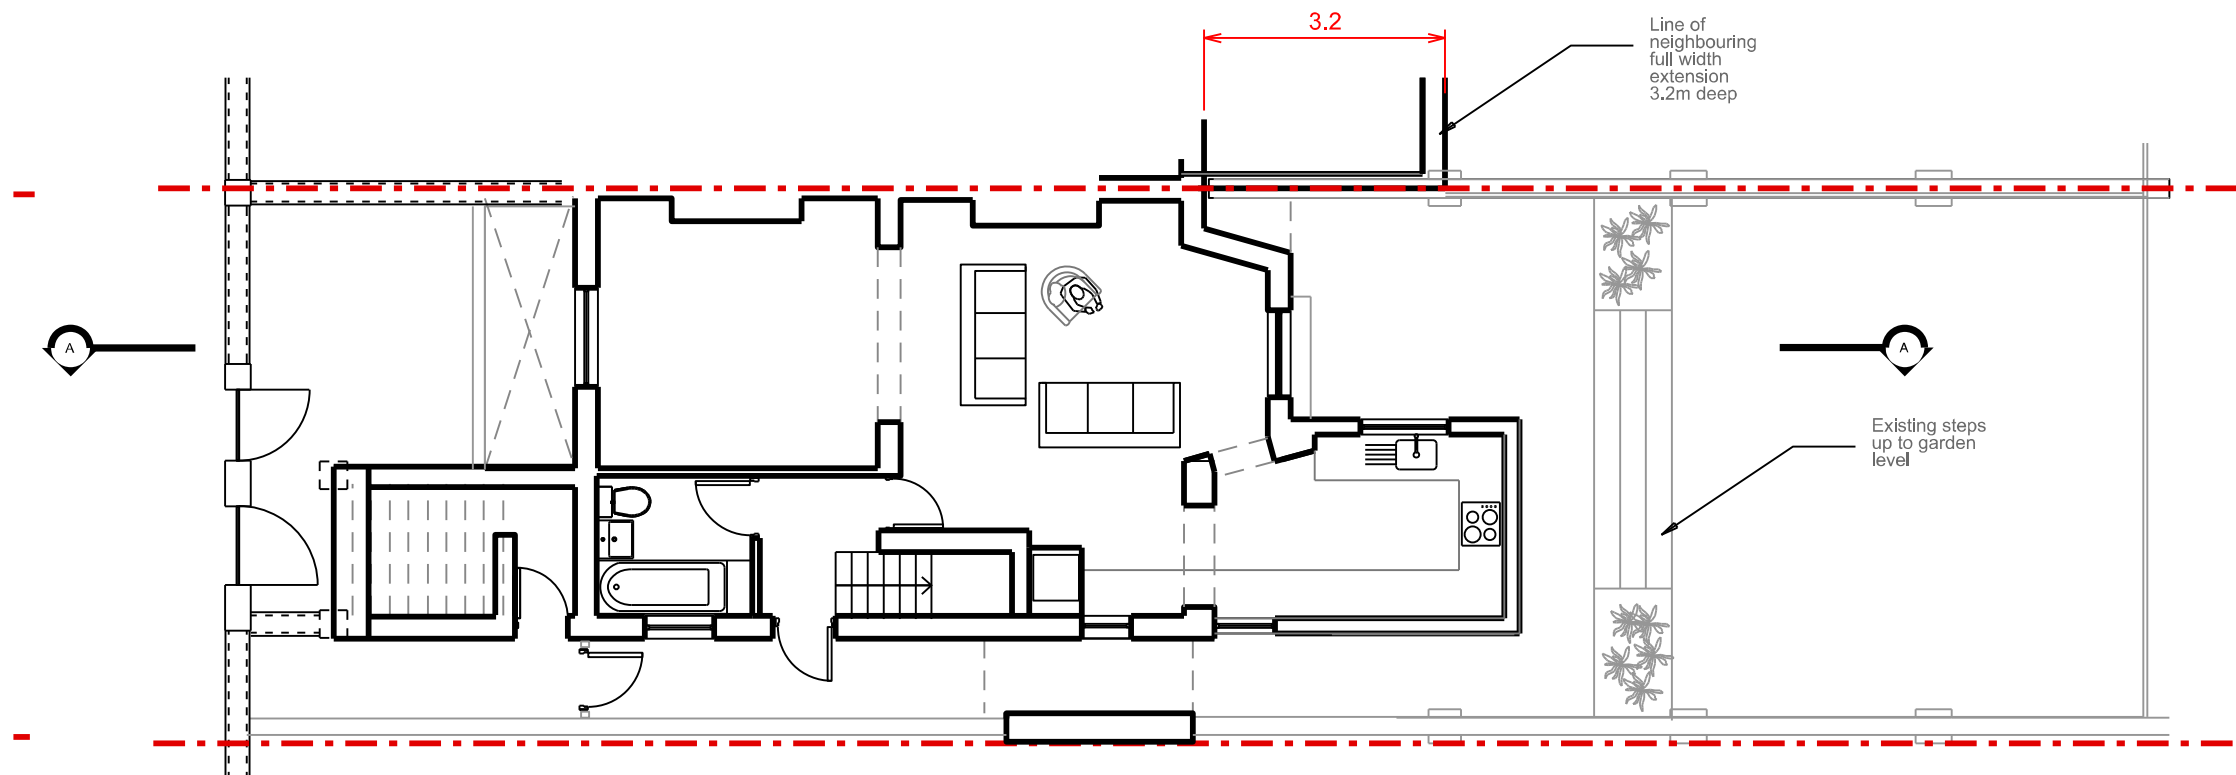 3.2
Line of
neighbouring
full width
extension
3.2m deep
A
A
Existing steps
up to garden
level